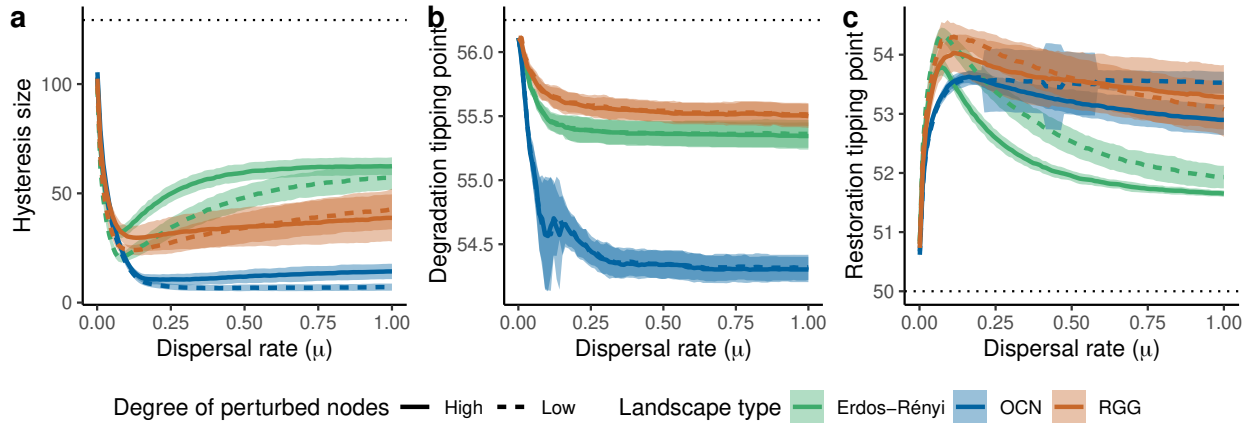 a
b
c
Hysteresis size
100
50
0
0.00
0.25
0.50
0.75
1.00
Dispersal rate (μ)
Degradation tipping point
56.0
55.5
55.0
54.5
0.00
0.25
0.50
0.75
1.00
Dispersal rate (μ)
Restoration tipping point
54
53
52
51
50
0.00
0.25
0.50
0.75
1.00
Dispersal rate (μ)
Degree of perturbed nodes High Low Landscape type Erdos−Rényi OCN RGG